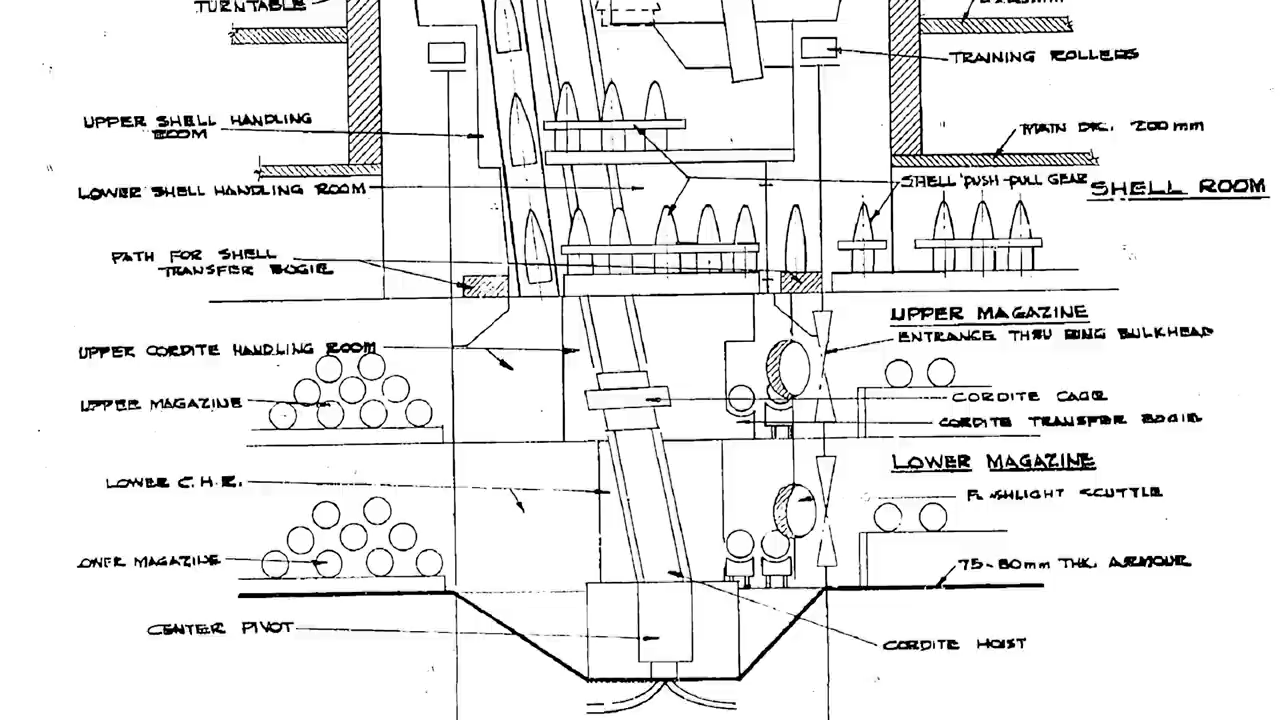 TURNTABLE
TRAINING ROLLERS
UPPER SHELL HANDLING
ROOM
MAIN DK. 200mm
LOWER SHELL HANDLING ROOM
SHELL PUSH-PULL GEAR
SHELL ROOM
PATH FOR SHELL
TRANSFER BOGIE
UPPER MAGAZINE
ENTRANCE THRU RING BULKHEAD
UPPER CORDITE HANDLING ROOM
UPPER MAGAZINE
CORDITE CAGE
CORDITE TRANSFER BOGIE
LOWER MAGAZINE
LOWER C.H.R.
FLASHLIGHT SCUTTLE
OWER MAGAZINE
75-80mm THK. ARMOUR
CENTER PIVOT
CORDITE HOIST